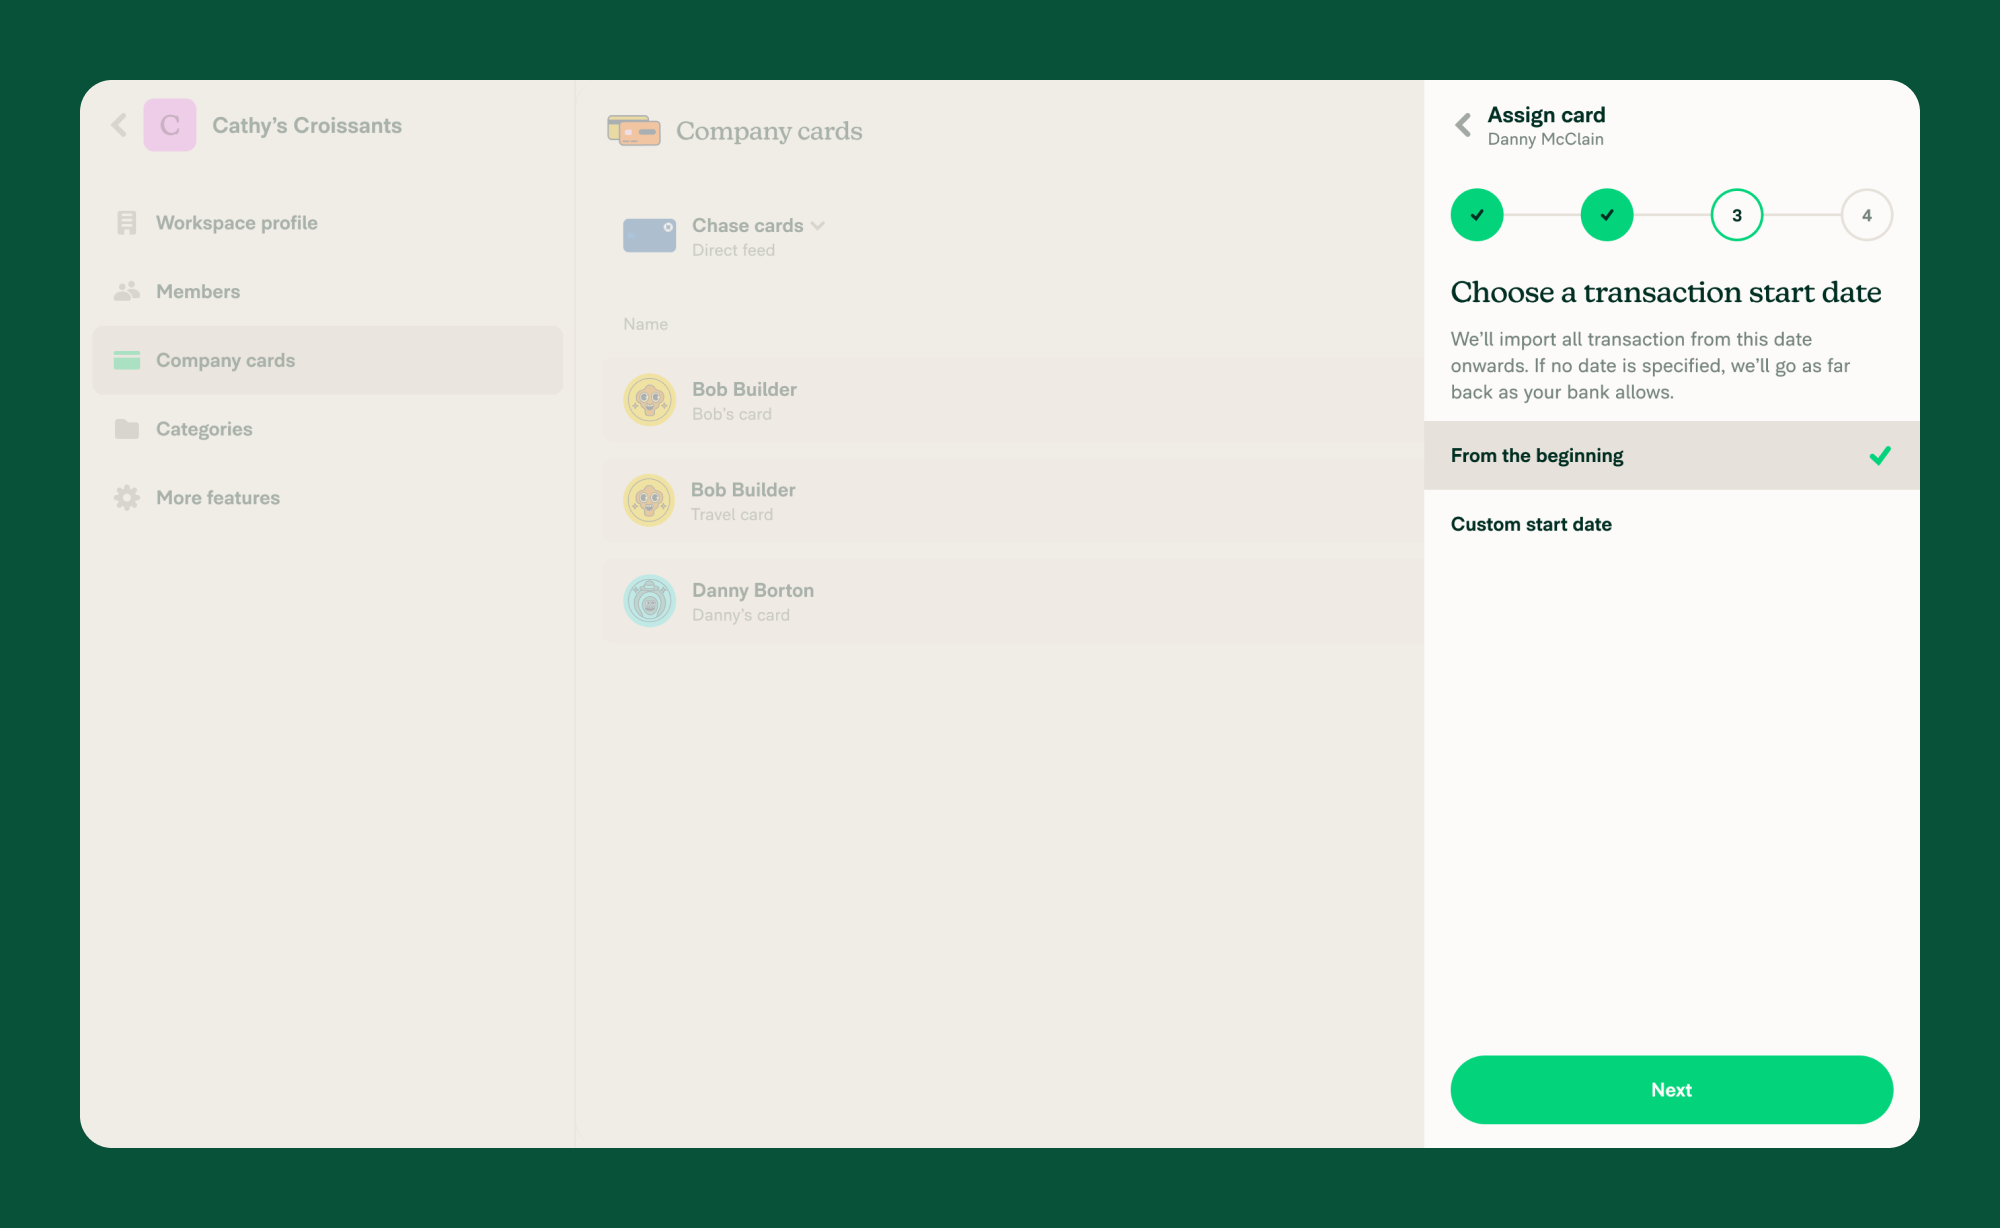 C
Cathy’s Croissants
Workspace profile
Members
Company cards
Categories
More features
Company cards
Chase cards
Direct feed
Name
Bob Builder
Bob’s card
Bob Builder
Travel card
Danny Borton
Danny’s card
Assign card
Danny McClain
3
4
Choose a transaction start date
We’ll import all transaction from this date
onwards. If no date is specified, we’ll go as far
back as your bank allows.
From the beginning
Custom start date
Next